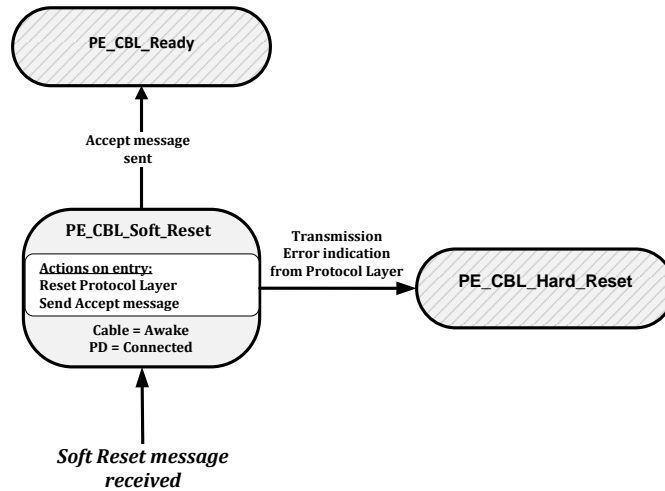 PE_CBL_Ready
Accept message
sent
PE_CBL_Soft_Reset
Actions on entry:
Reset Protocol Layer
Send Accept message
Cable = Awake
PD = Connected
Transmission
Error indication
from Protocol Layer
PE_CBL_Hard_Reset
Soft Reset message
received